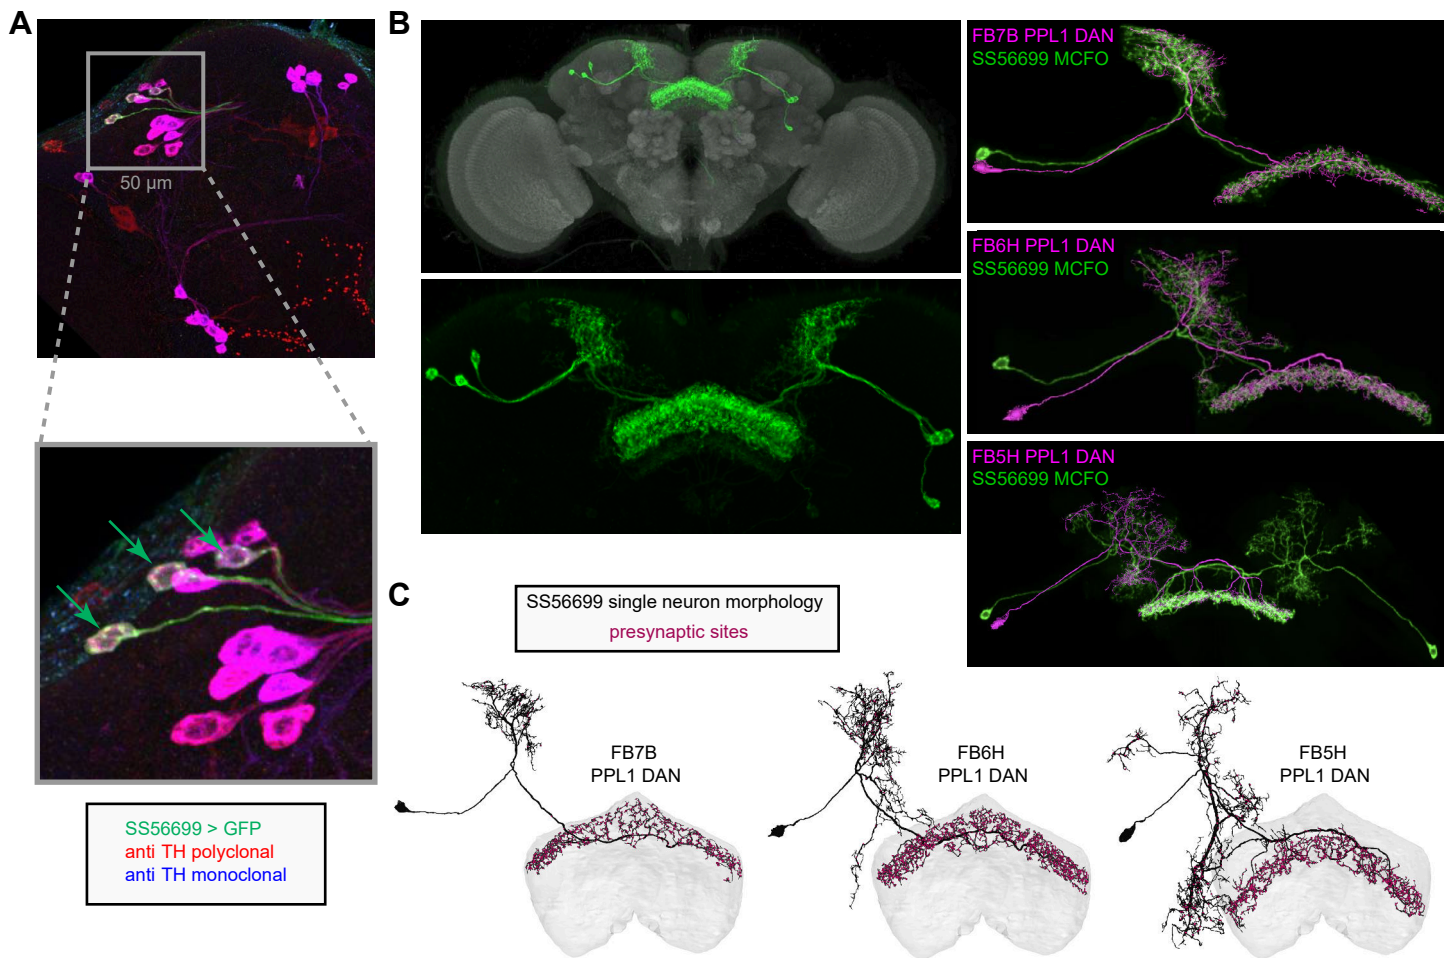 A
50 µm
SS56699 > GFP
anti TH polyclonal
anti TH monoclonal
B
FB7B PPL1 DAN
SS56699 MCFO
FB6H PPL1 DAN
SS56699 MCFO
FB5H PPL1 DAN
SS56699 MCFO
C
SS56699 single neuron morphology
presynaptic sites
FB7B
PPL1 DAN
FB6H
PPL1 DAN
FB5H
PPL1 DAN